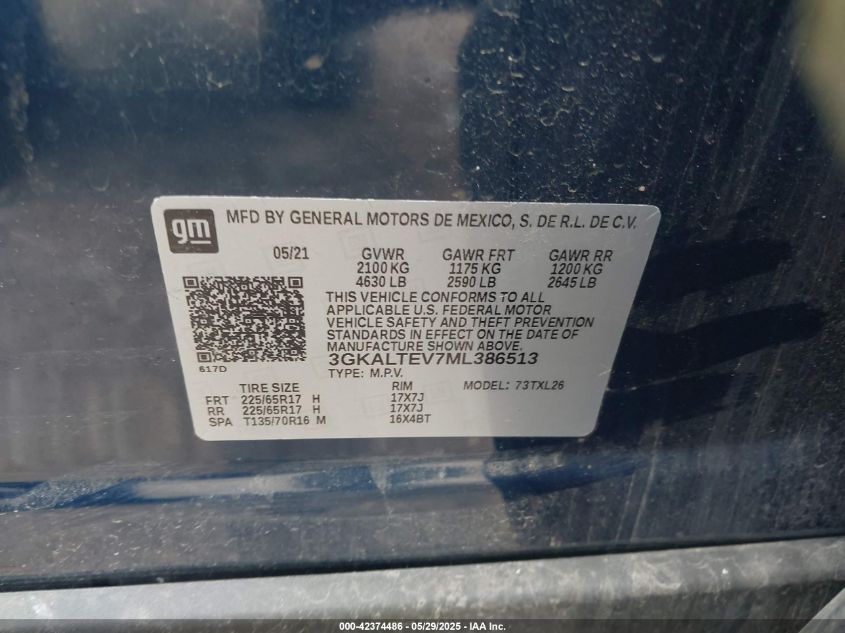 gm
MFD BY GENERAL MOTORS DE MEXICO, S. DE R.L. DE C.V.
05/21 GVWR GAWR FRT GAWR RR
2100 KG 1175 KG 1200 KG
4630 LB 2590 LB 2645 LB
THIS VEHICLE CONFORMS TO ALL
APPLICABLE U.S. FEDERAL MOTOR
VEHICLE SAFETY AND THEFT PREVENTION
STANDARDS IN EFFECT ON THE DATE OF
MANUFACTURE SHOWN ABOVE.
3GKALTEV7ML386513
617D
TYPE: M.P.V.
TIRE SIZE RIM MODEL: 73TXL26
FRT 225/65R17 H 17X7J
RR 225/65R17 H 17X7J
SPA T135/70R16 M 16X4BT
000-42374486 - 05/29/2025 - IAA Inc.